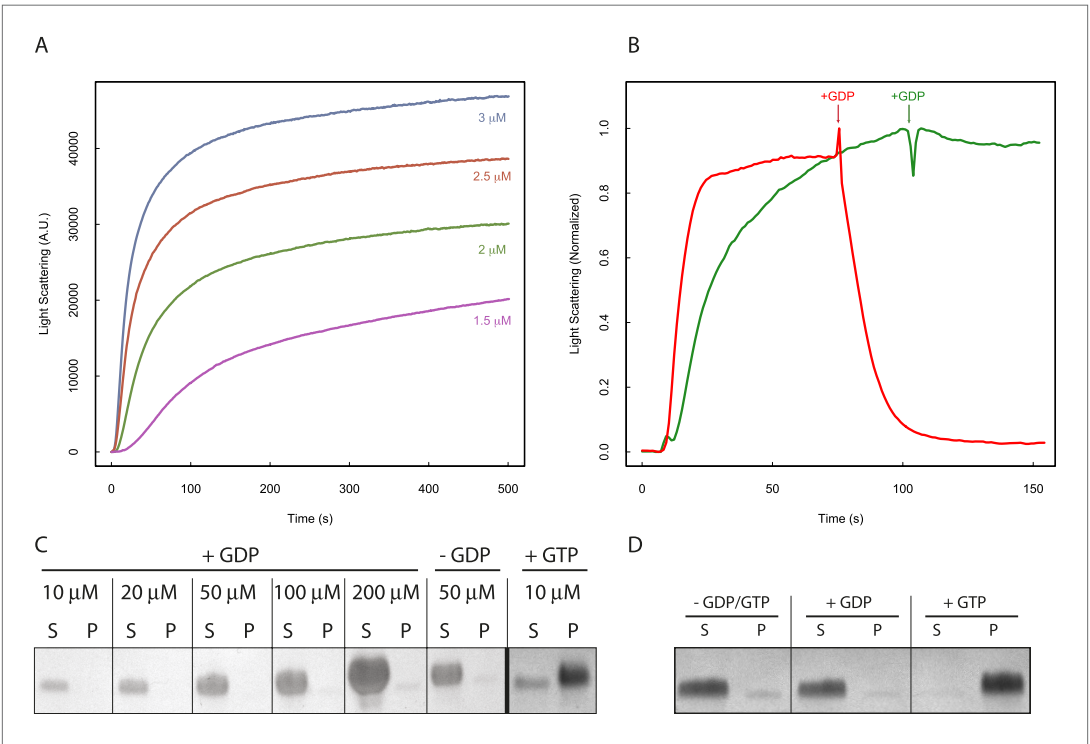 A
B
+GDP
+GDP
3 μM
2.5 μM
2 μM
1.5 μM
Light Scattering (A.U.)
0
10000
20000
30000
40000
0 100 200 300 400 500
Time (s)
Light Scattering (Normalized)
0.0
0.2
0.4
0.6
0.8
1.0
0 50 100 150
Time (s)
C
+ GDP - GDP + GTP
10 μM 20 μM 50 μM 100 μM 200 μM 50 μM 10 μM
S P S P S P S P S P S P S P
D
- GDP/GTP + GDP + GTP
S P S P S P